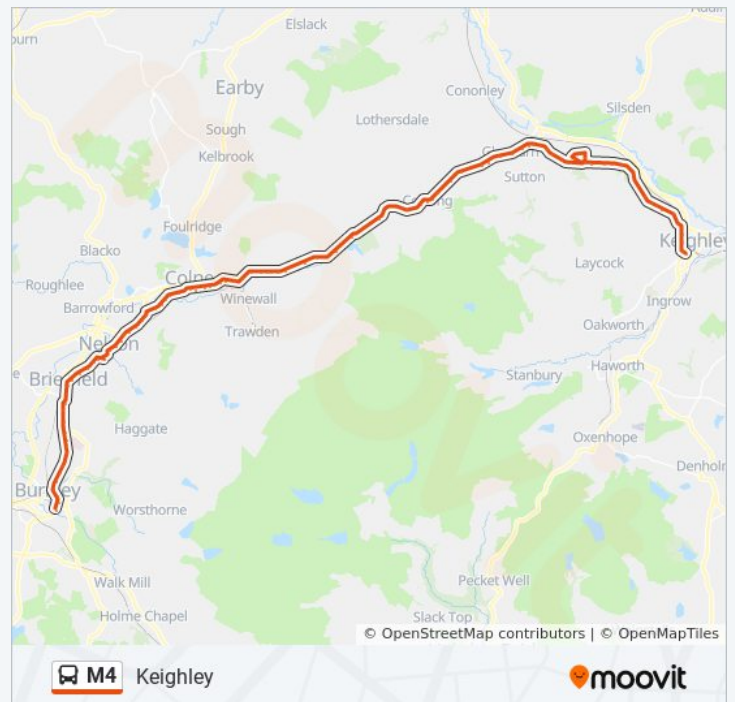 Elslack
Addin
Earby
Cononley
Silsden
Lothersdale
Sough
Kelbrook
Sutton
Foulridge
Keighley
Blacko
Laycock
Colne
Roughlee
Winewall
Barrowford
Ingrow
Trawden
Oakworth
Nelson
Haworth
Stanbury
Brierfield
Haggate
Oxenhope
Denholm
Burnley
Worsthorne
Walk Mill
Pecket Well
Holme Chapel
Slack Top
© OpenStreetMap contributors | © OpenMapTiles
M4 Keighley
moovit